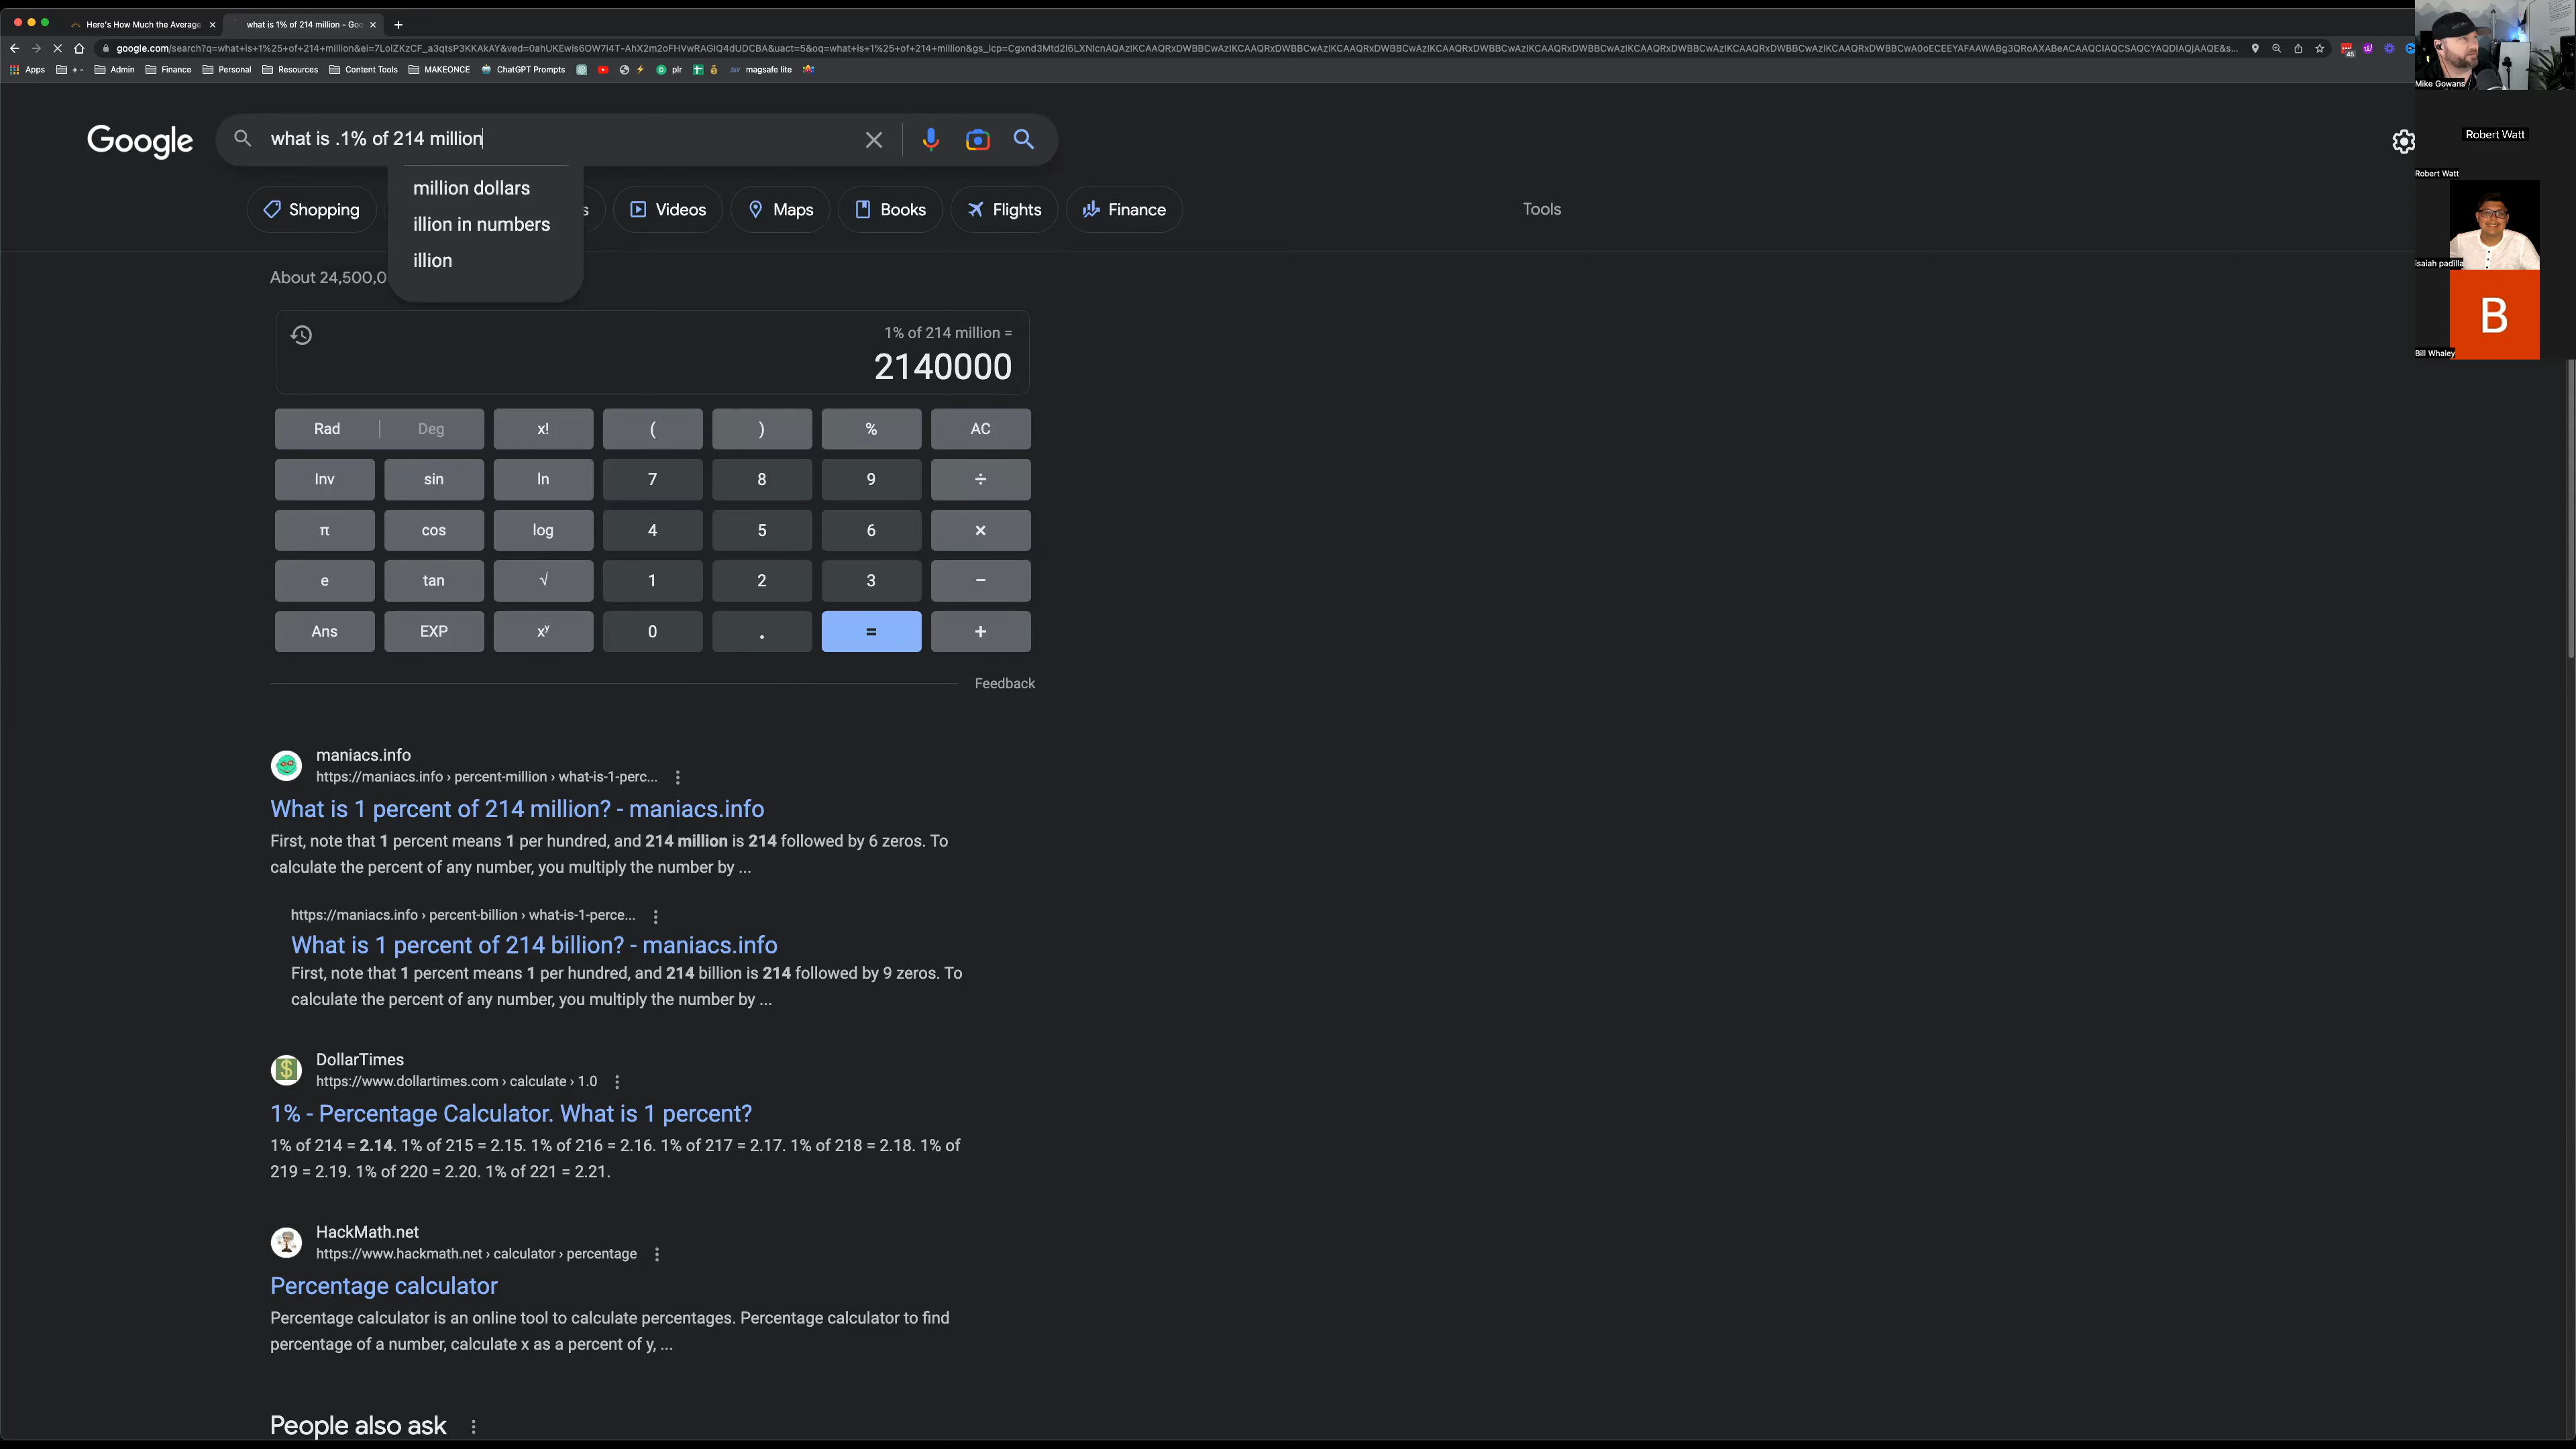 Here's How Much the Average
what is 1% of 214 million - Goo
Apps
+ -
Admin
Finance
Personal
Resources
Content Tools
MAKEONCE
ChatGPT Prompts
plr
magsafe lite
Mike Gowans
Robert Watt
Robert Watt
isaiah padilla
B
Bill Whaley
Google
what is .1% of 214 million
million dollars
illion in numbers
illion
Shopping
s
Videos
Maps
Books
Flights
Finance
Tools
About 24,500,0
1% of 214 million =
2140000
Rad Deg x! ( ) % AC
Inv sin ln 7 8 9 ÷
π cos log 4 5 6 ×
e tan √ 1 2 3 −
Ans EXP xʸ 0 . = +
Feedback
maniacs.info
https://maniacs.info › percent-million › what-is-1-perc...
What is 1 percent of 214 million? - maniacs.info
First, note that 1 percent means 1 per hundred, and 214 million is 214 followed by 6 zeros. To
calculate the percent of any number, you multiply the number by ...
https://maniacs.info › percent-billion › what-is-1-perce...
What is 1 percent of 214 billion? - maniacs.info
First, note that 1 percent means 1 per hundred, and 214 billion is 214 followed by 9 zeros. To
calculate the percent of any number, you multiply the number by ...
DollarTimes
https://www.dollartimes.com › calculate › 1.0
1% - Percentage Calculator. What is 1 percent?
1% of 214 = 2.14. 1% of 215 = 2.15. 1% of 216 = 2.16. 1% of 217 = 2.17. 1% of 218 = 2.18. 1% of
219 = 2.19. 1% of 220 = 2.20. 1% of 221 = 2.21.
HackMath.net
https://www.hackmath.net › calculator › percentage
Percentage calculator
Percentage calculator is an online tool to calculate percentages. Percentage calculator to find
percentage of a number, calculate x as a percent of y, ...
People also ask